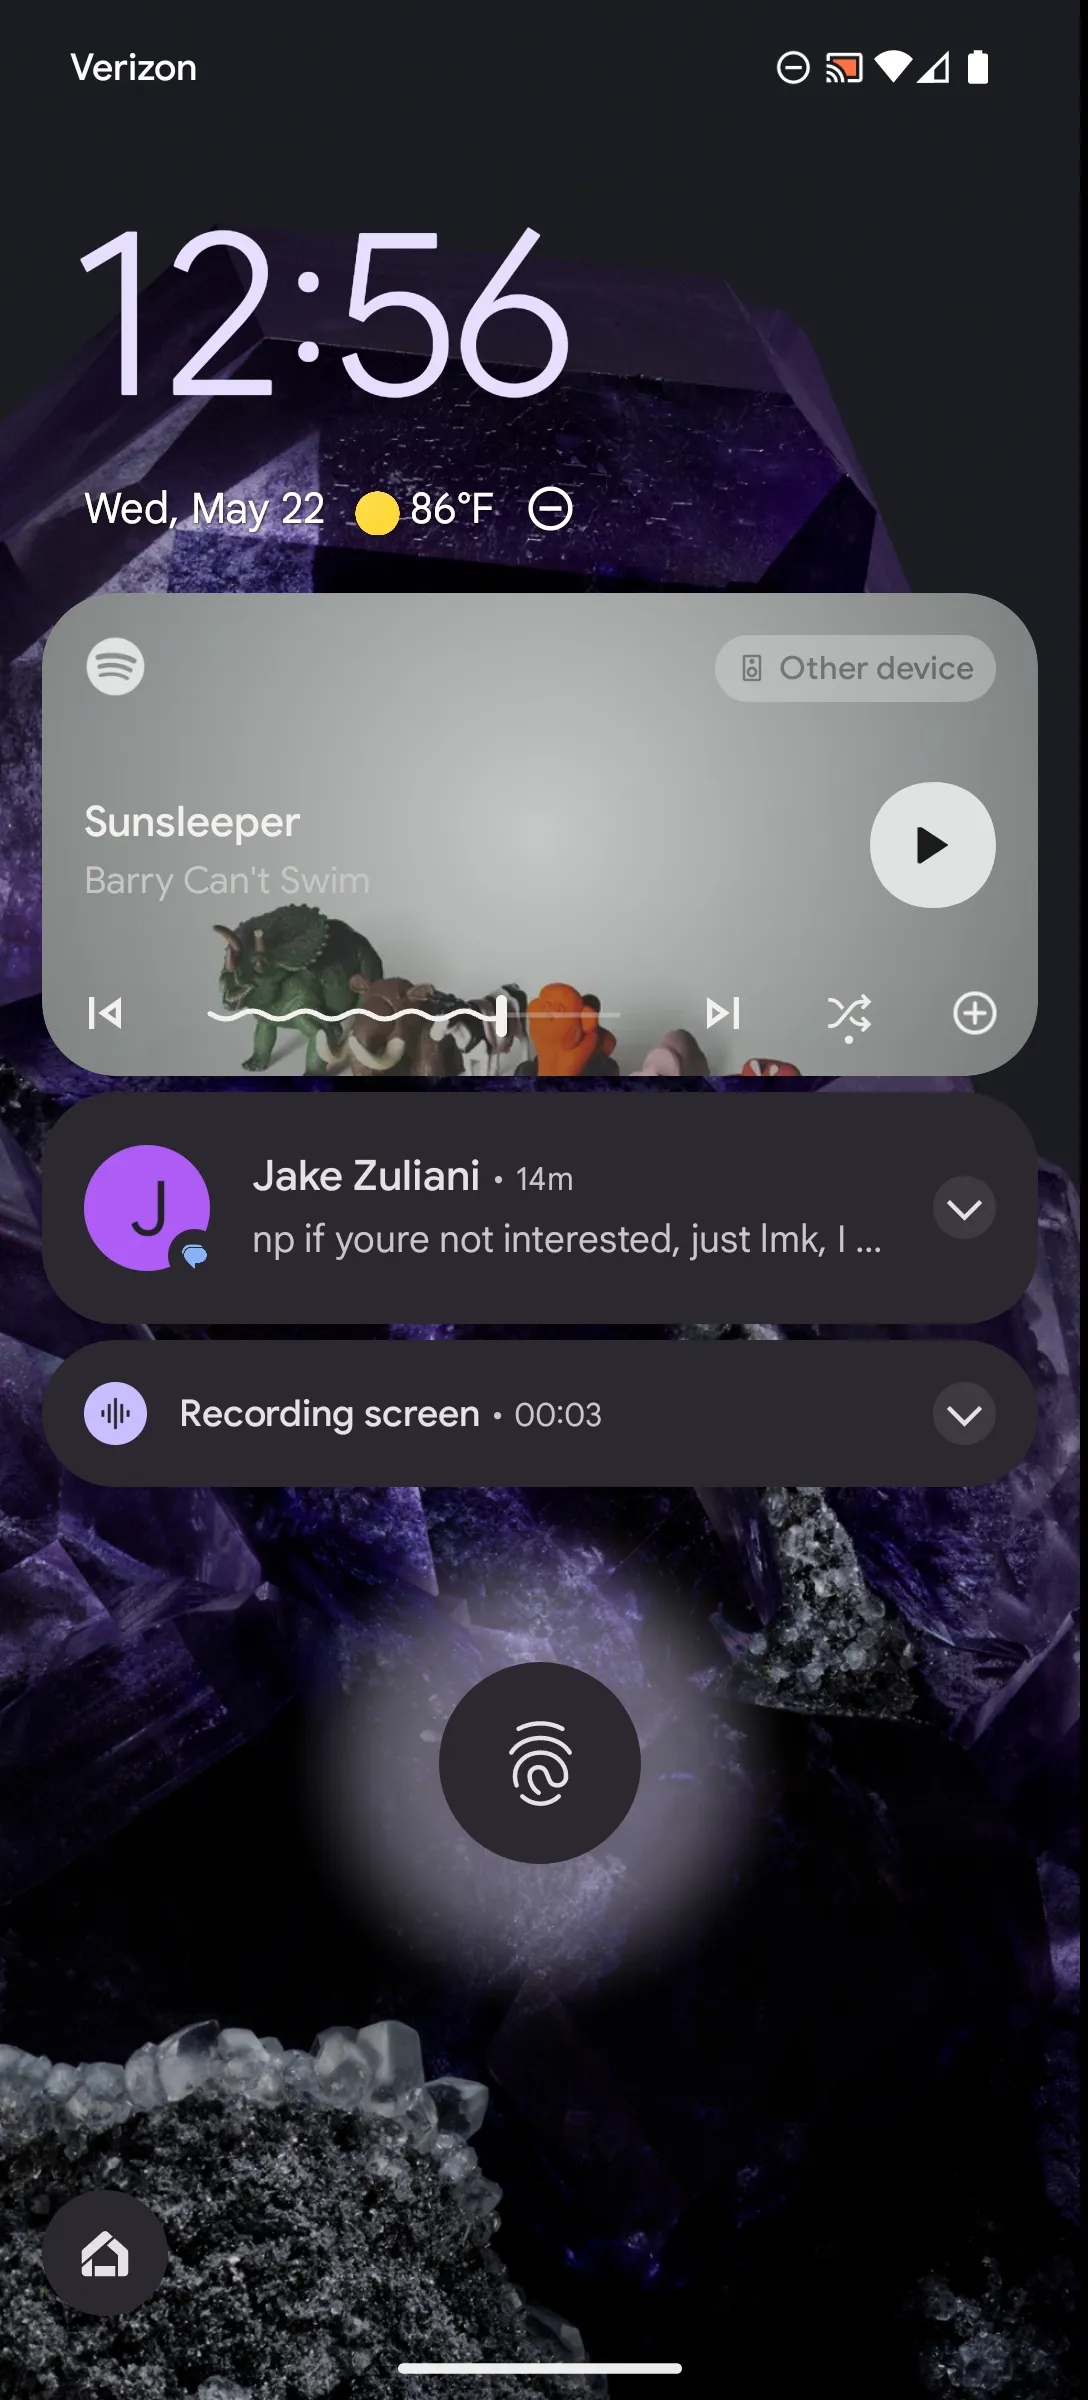 Verizon
12:56
Wed, May 22 86°F
Other device
Sunsleeper
Barry Can't Swim
Jake Zuliani • 14m
J
np if youre not interested, just lmk, I ...
Recording screen • 00:03